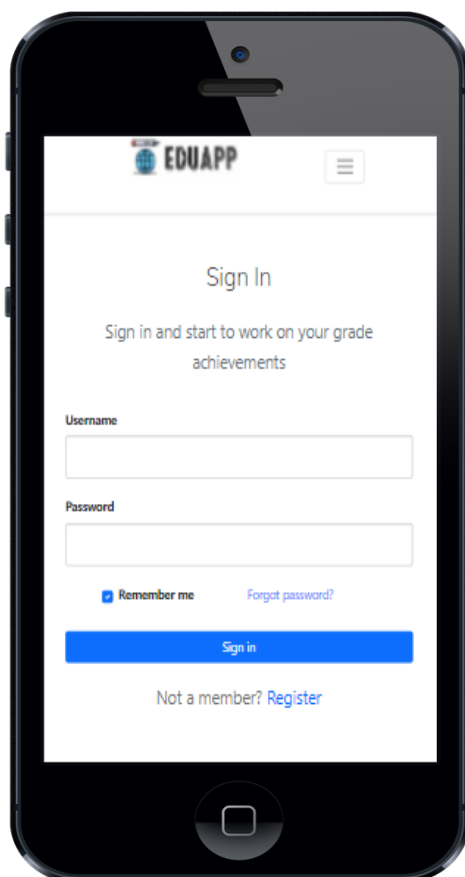 EDUAPP
Sign In
Sign in and start to work on your grade
achievements
Username
Password
Remember me
Forgot password?
Sign in
Not a member? Register